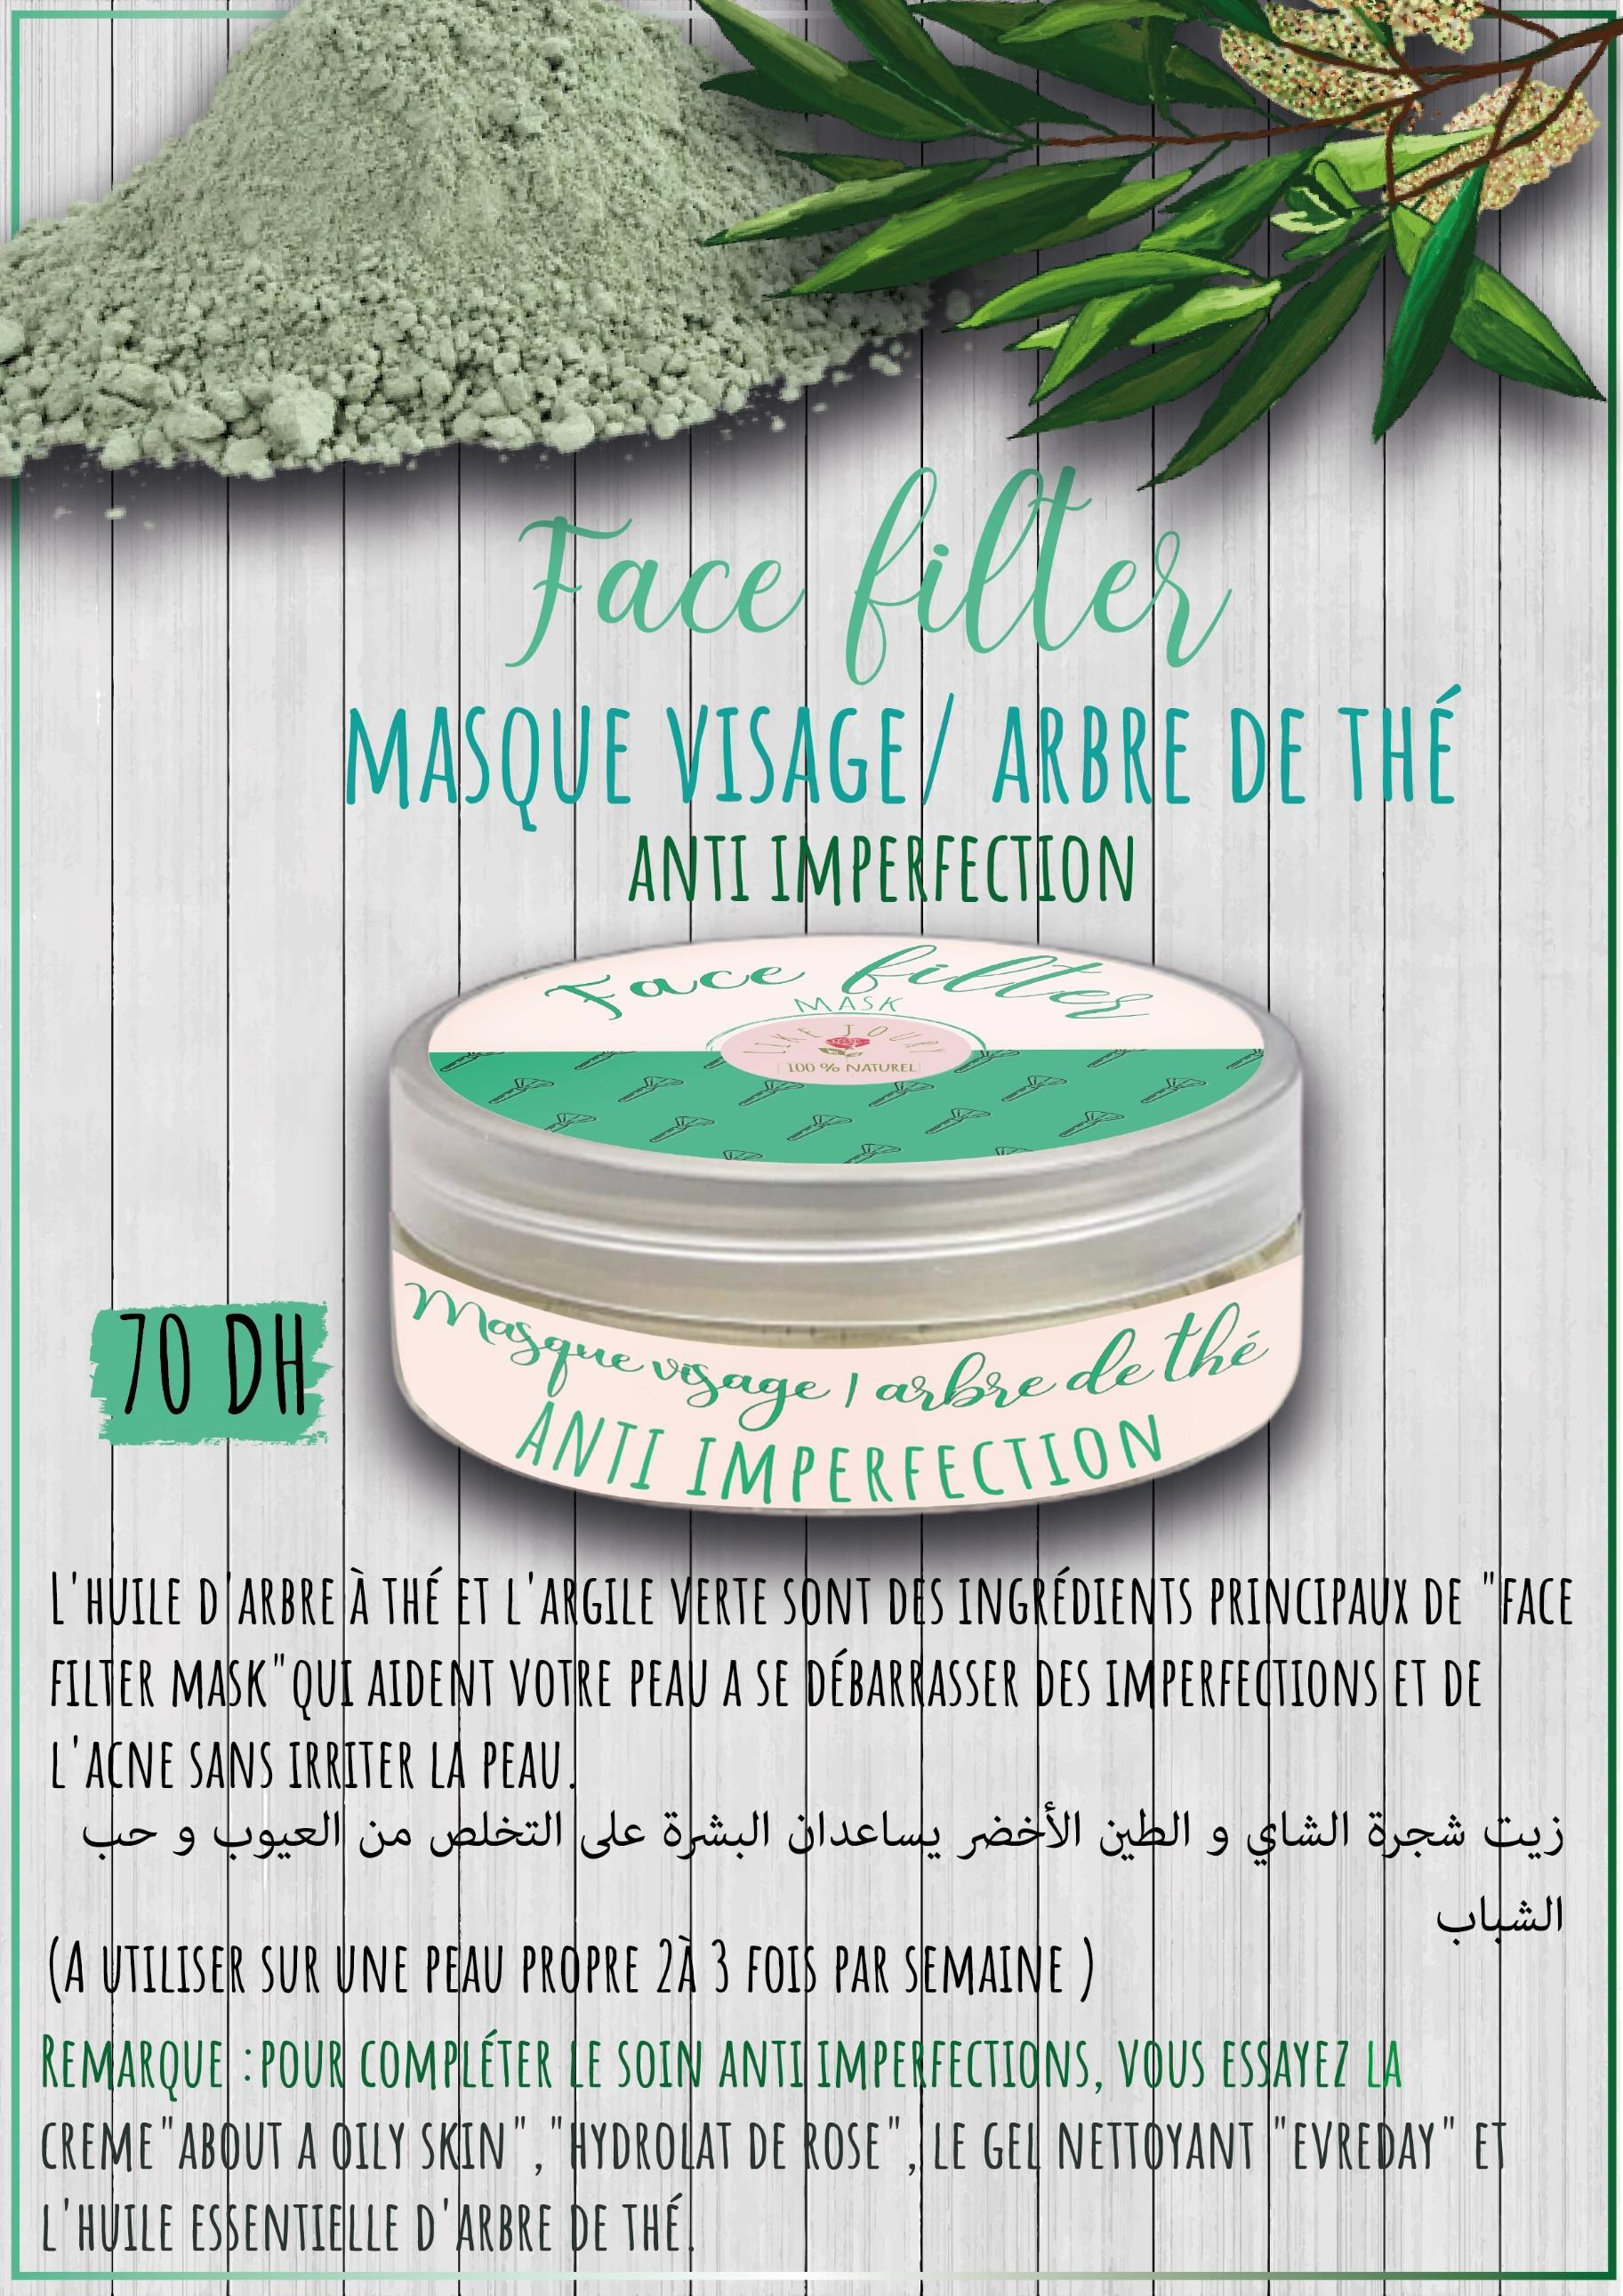 Face filter
MASQUE VISAGE/ ARBRE DE THÉ
ANTI IMPERFECTION
Face filter
MASK
LIKE JOURY
100 % NATUREL
70 DH
Masque visage / arbre de thé
ANTI IMPERFECTION
L'HUILE D'ARBRE À THÉ ET L'ARGILE VERTE SONT DES INGRÉDIENTS PRINCIPAUX DE "FACE
FILTER MASK"QUI AIDENT VOTRE PEAU A SE DÉBARRASSER DES IMPERFECTIONS ET DE
L'ACNE SANS IRRITER LA PEAU.
زيت شجرة الشاي و الطين الأخضر يساعدان البشرة على التخلص من العيوب و حب
الشباب
(A UTILISER SUR UNE PEAU PROPRE 2À 3 FOIS PAR SEMAINE )
REMARQUE :POUR COMPLÉTER LE SOIN ANTI IMPERFECTIONS, VOUS ESSAYEZ LA
CREME"ABOUT A OILY SKIN","HYDROLAT DE ROSE", LE GEL NETTOYANT "EVREDAY" ET
L'HUILE ESSENTIELLE D'ARBRE DE THÉ.